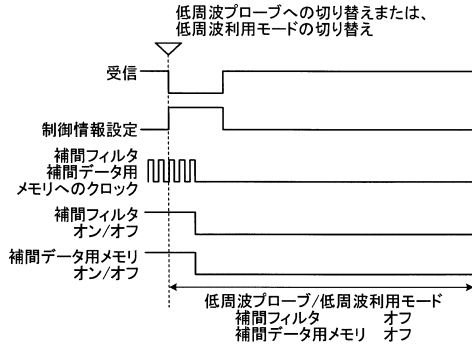 低周波プローブへの切り替えまたは、
低周波利用モードの切り替え
受信
制御情報設定
補間フィルタ
補間データ用
メモリへのクロック
補間フィルタ
オン/オフ
補間データ用メモリ
オン/オフ
低周波プローブ/低周波利用モード
補間フィルタ オフ
補間データ用メモリ オフ